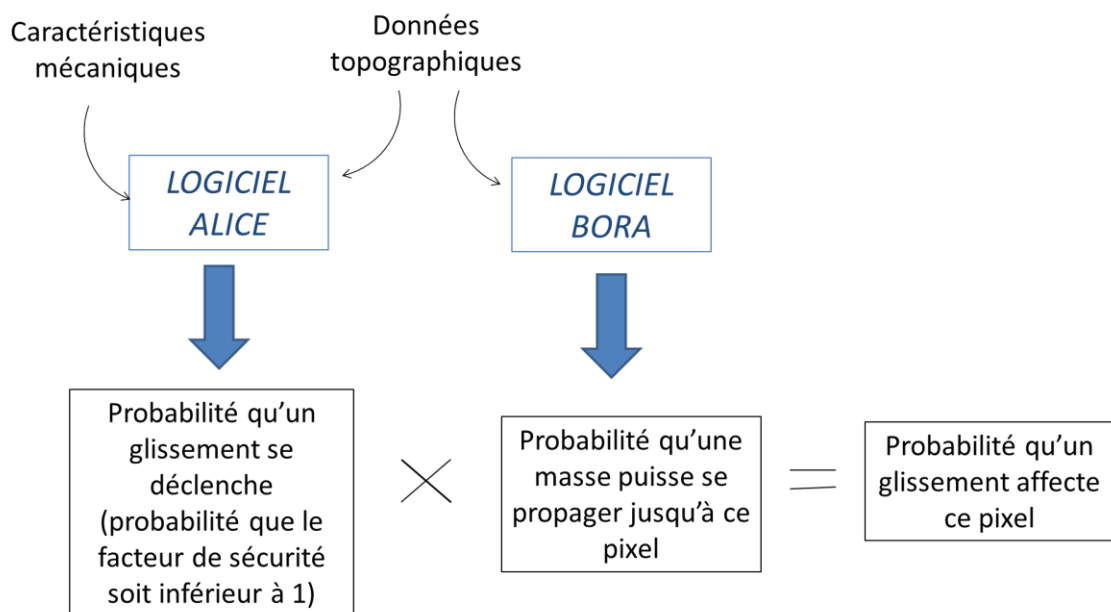 Caractéristiques
mécaniques
Données
topographiques
LOGICIEL
ALICE
LOGICIEL
BORA
Probabilité qu’un
glissement se
déclenche
(probabilité que le
facteur de sécurité
soit inférieur à 1)
Probabilité qu’une
masse puisse se
propager jusqu’à ce
pixel
Probabilité qu’un
glissement affecte
ce pixel